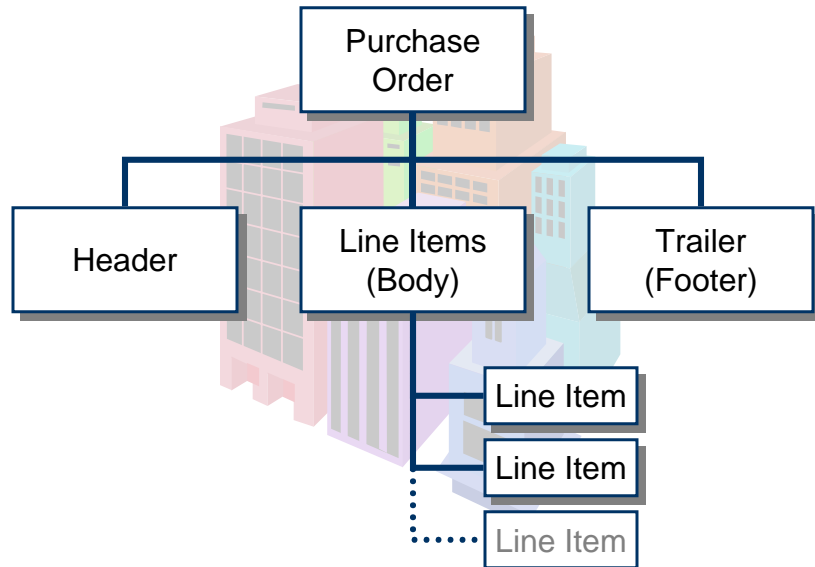 Purchase
Order
Header
Line Items
(Body)
Trailer
(Footer)
Line Item
Line Item
Line Item